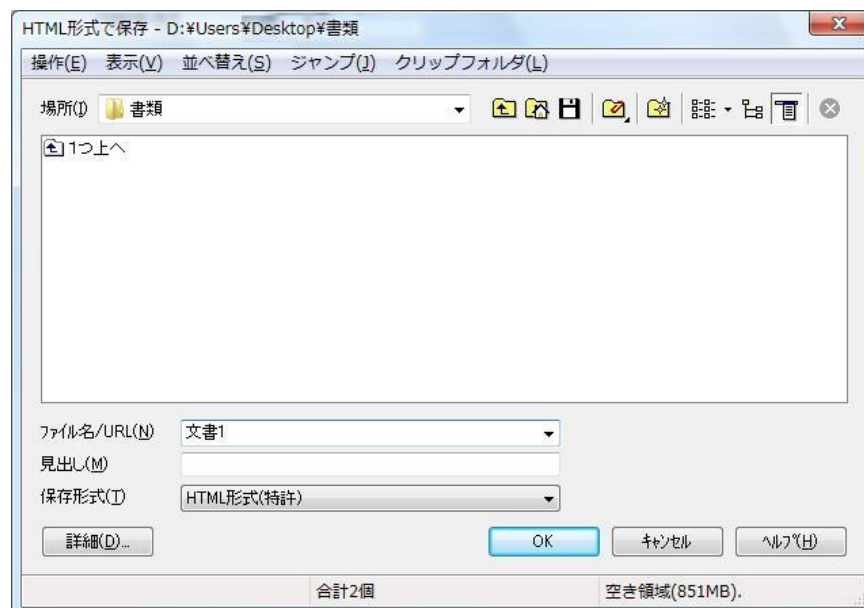 HTML形式で保存 - D:¥Users¥Desktop¥書類
操作(E) 表示(V) 並べ替え(S) ジャンプ(J) クリップフォルダ(L)
場所(I) 書類
1つ上へ
ファイル名/URL(N) 文書1
見出し(M)
保存形式(T) HTML形式(特許)
詳細(D)... OK キャンセル ヘルプ(H)
合計2個 空き領域(851MB).